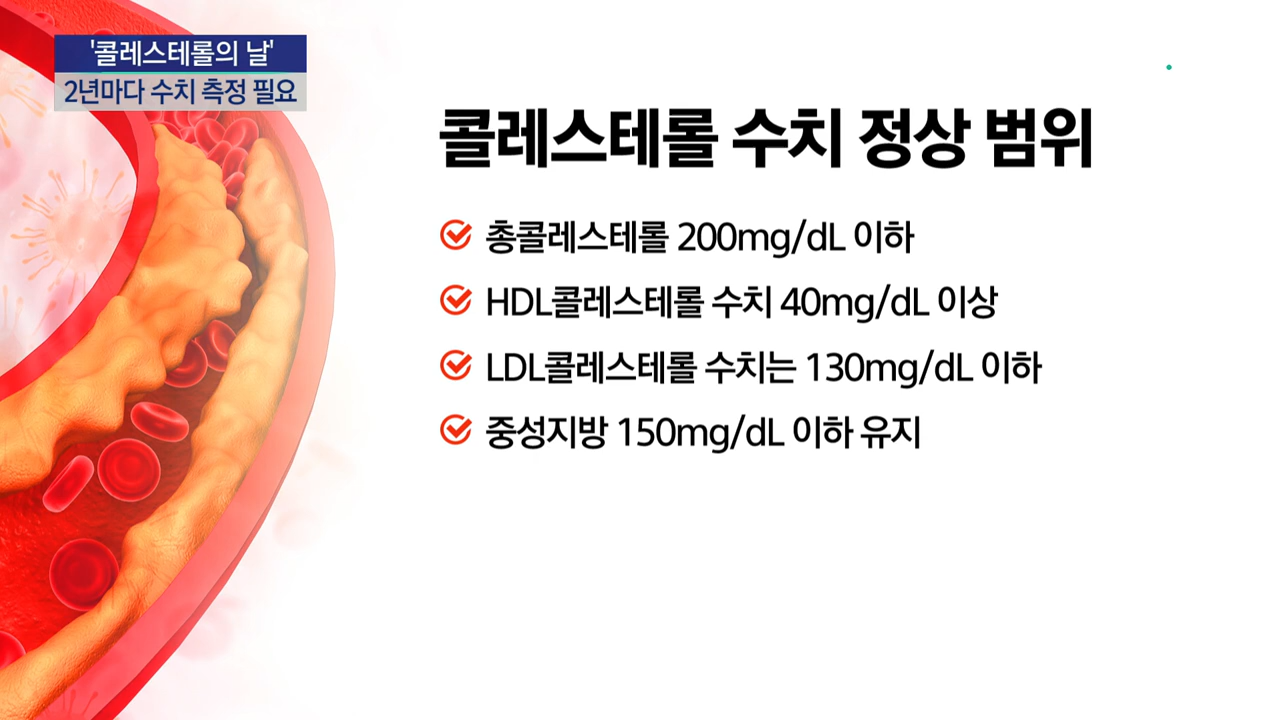 '콜레스테롤의 날'
2년마다 수치 측정 필요
콜레스테롤 수치 정상 범위
총콜레스테롤 200mg/dL 이하
HDL콜레스테롤 수치 40mg/dL 이상
LDL콜레스테롤 수치는 130mg/dL 이하
중성지방 150mg/dL 이하 유지